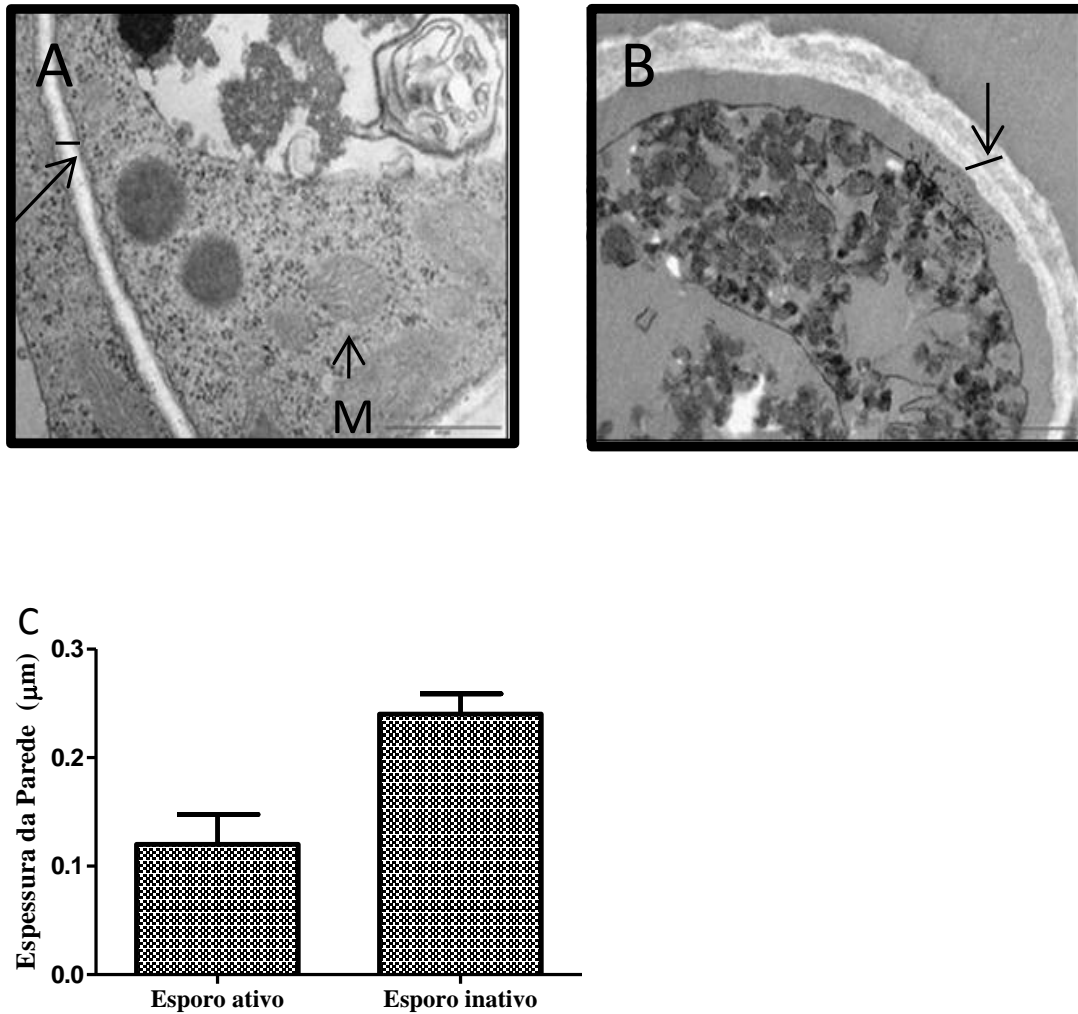 A
M
B
C
Espessura da Parede (µm)
0.3
0.2
0.1
0.0
Esporo ativo
Esporo inativo